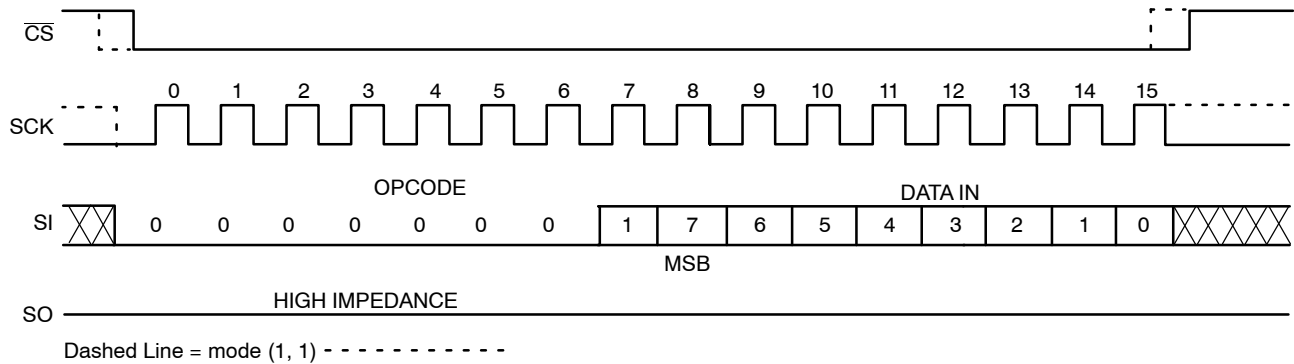 CS
0 1 2 3 4 5 6 7 8 9 10 11 12 13 14 15
SCK
OPCODE DATA IN
SI 0 0 0 0 0 0 0 1 7 6 5 4 3 2 1 0
MSB
HIGH IMPEDANCE
SO
Dashed Line = mode (1, 1)